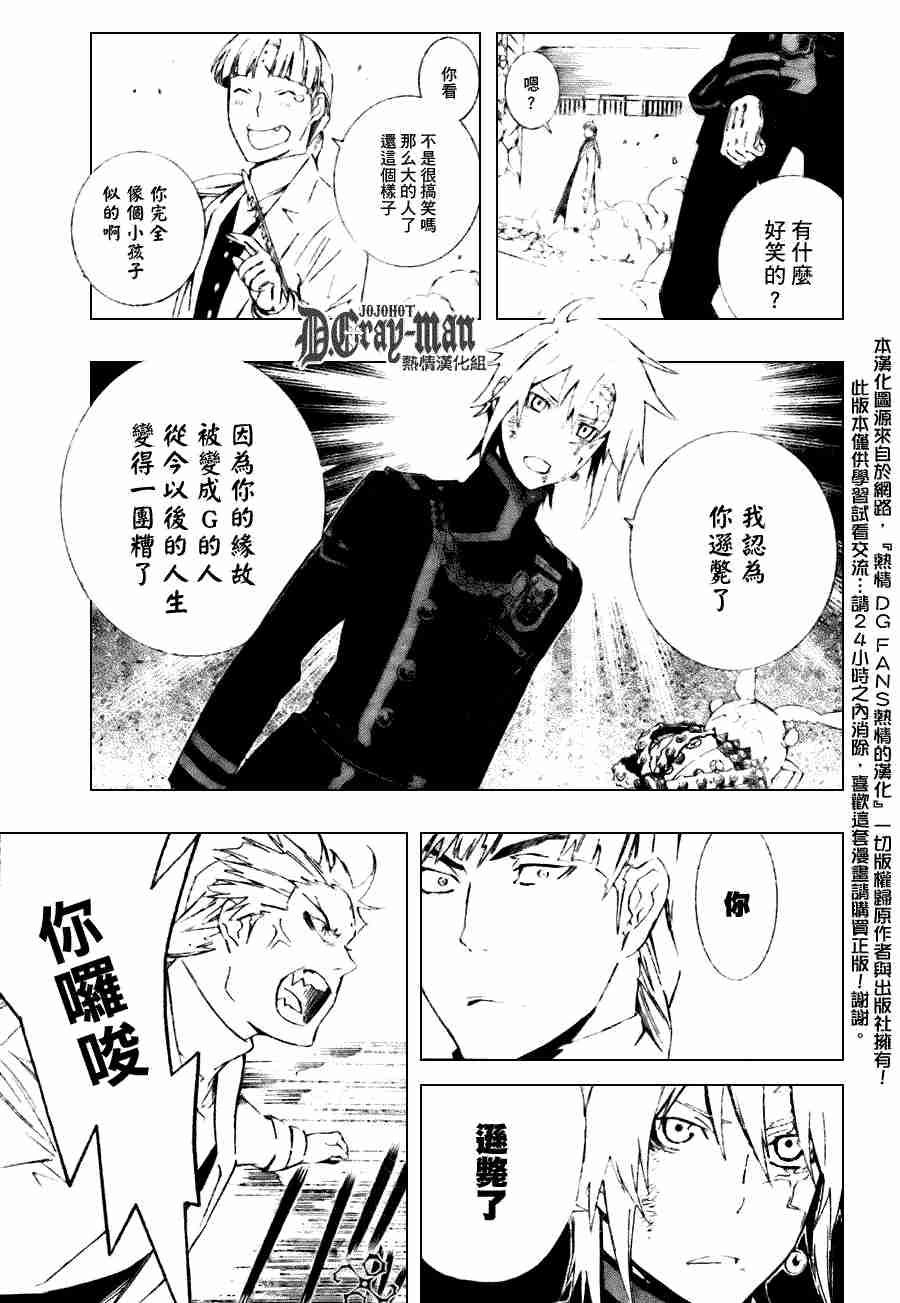 嗯？
有什麼
好笑的？
你看
不是很搞笑嗎
那么大的人了
還這個樣子
你完全
像個小孩子
似的啊
JOJOHOT
D.Gray-man
熱情漢化組
我認為
你遜斃了
因為你的緣故
被變成G的人
從今以後的人生
變得一團糟了
你
遜斃了
你囉唆
本漢化圖源來自於網路，『熱情DG FANS熱情的漢化』一切版權歸原作者與出版社擁有！
此版本僅供學習試看交流…請24小時之內消除，喜歡這套漫畫請購買正版！謝謝。